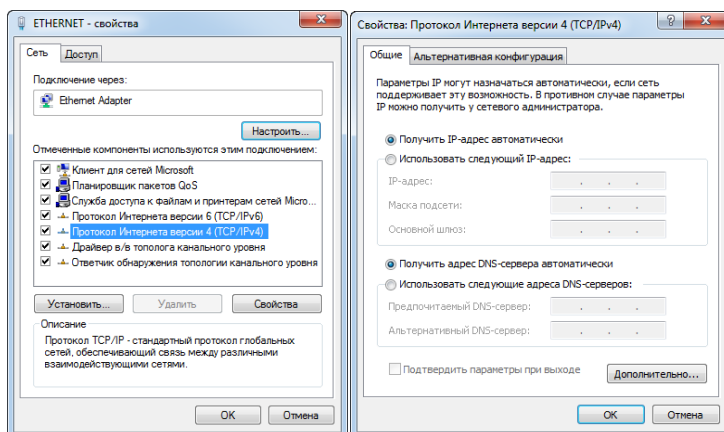 ETHERNET - свойства
Сеть
Доступ
Подключение через:
Ethernet Adapter
Настроить...
Отмеченные компоненты используются этим подключением:
Клиент для сетей Microsoft
Планировщик пакетов QoS
Служба доступа к файлам и принтерам сетей Micro...
Протокол Интернета версии 6 (TCP/IPv6)
Протокол Интернета версии 4 (TCP/IPv4)
Драйвер в/в тополога канального уровня
Ответчик обнаружения топологии канального уровня
Установить...
Удалить
Свойства
Описание
Протокол TCP/IP - стандартный протокол глобальных
сетей, обеспечивающий связь между различными
взаимодействующими сетями.
OK
Отмена
Свойства: Протокол Интернета версии 4 (TCP/IPv4)
Общие
Альтернативная конфигурация
Параметры IP могут назначаться автоматически, если сеть
поддерживает эту возможность. В противном случае параметры
IP можно получить у сетевого администратора.
Получить IP-адрес автоматически
Использовать следующий IP-адрес:
IP-адрес:
Маска подсети:
Основной шлюз:
Получить адрес DNS-сервера автоматически
Использовать следующие адреса DNS-серверов:
Предпочитаемый DNS-сервер:
Альтернативный DNS-сервер:
Подтвердить параметры при выходе
Дополнительно...
OK
Отмена